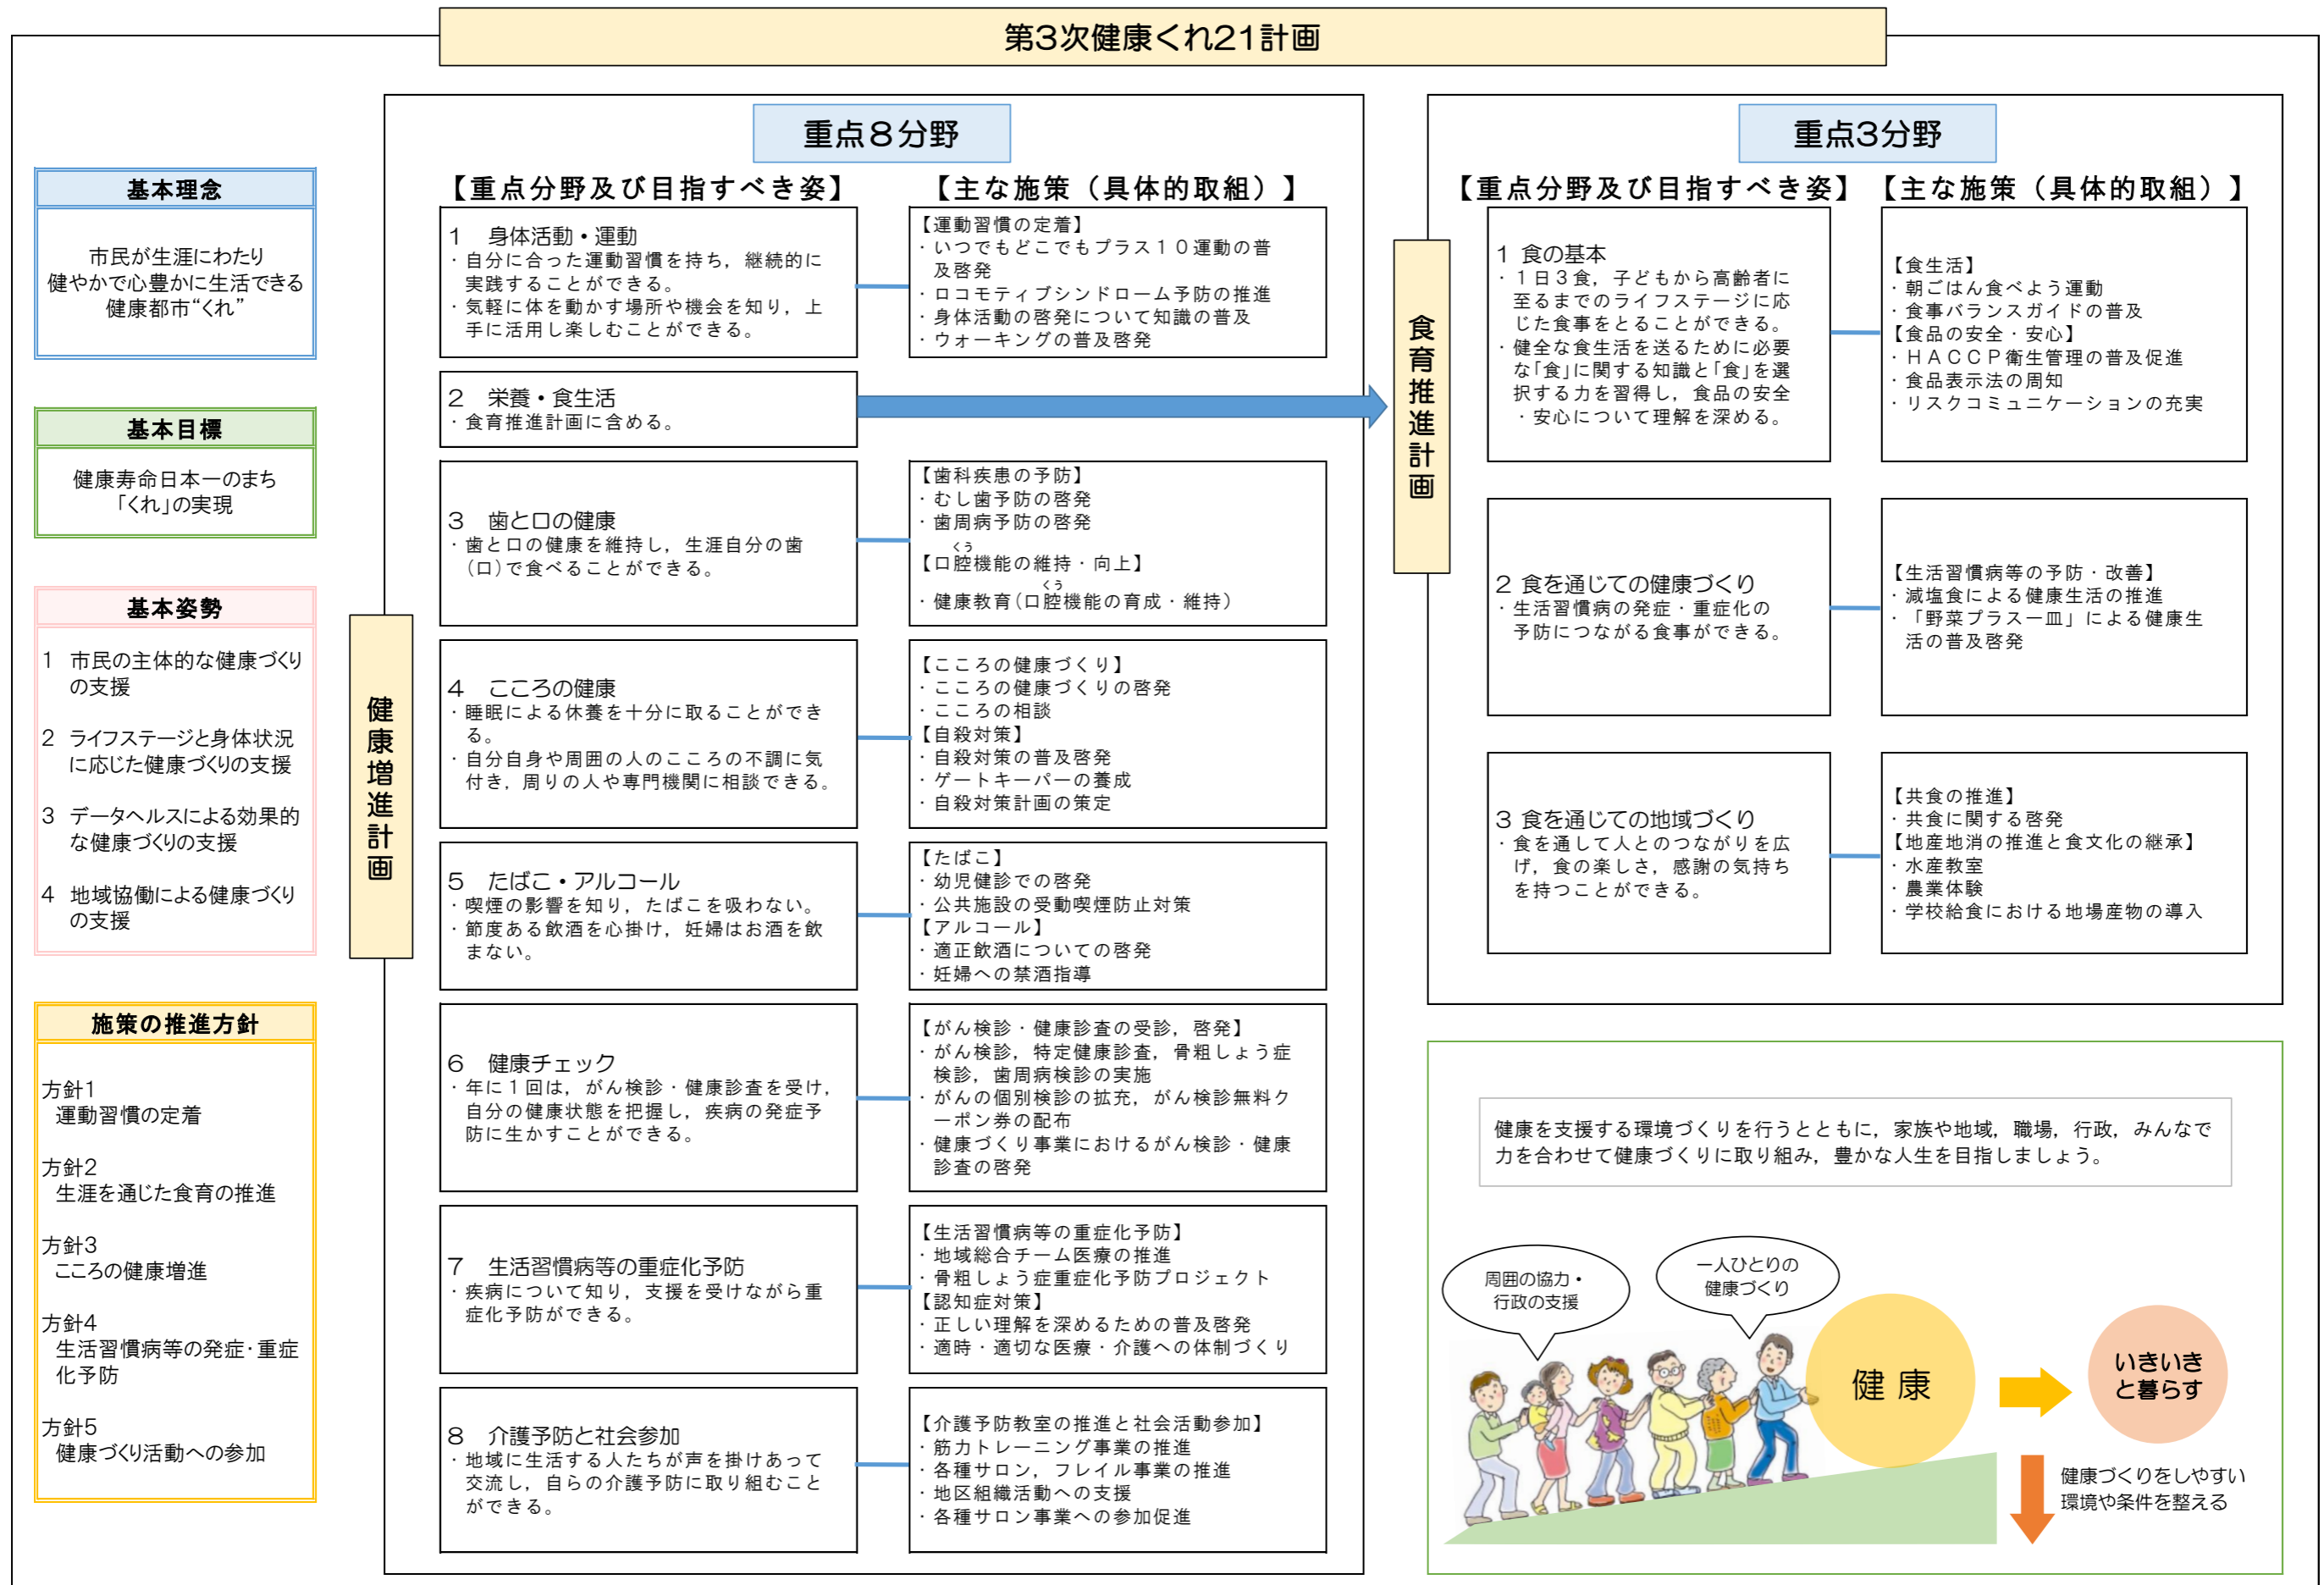 第3次健康くれ21計画
基本理念
市民が生涯にわたり
健やかで心豊かに生活できる
健康都市“くれ”
基本目標
健康寿命日本一のまち
「くれ」の実現
基本姿勢
1 市民の主体的な健康づくり
の支援
2 ライフステージと身体状況
に応じた健康づくりの支援
3 データヘルスによる効果的
な健康づくりの支援
4 地域協働による健康づくり
の支援
施策の推進方針
方針1
運動習慣の定着
方針2
生涯を通じた食育の推進
方針3
こころの健康増進
方針4
生活習慣病等の発症・重症
化予防
方針5
健康づくり活動への参加
健康増進計画
重点8分野
【重点分野及び目指すべき姿】
【主な施策（具体的取組）】
1 身体活動・運動
・自分に合った運動習慣を持ち，継続的に
実践することができる。
・気軽に体を動かす場所や機会を知り，上
手に活用し楽しむことができる。
【運動習慣の定着】
・いつでもどこでもプラス１０運動の普
及啓発
・ロコモティブシンドローム予防の推進
・身体活動の啓発について知識の普及
・ウォーキングの普及啓発
2 栄養・食生活
・食育推進計画に含める。
3 歯と口の健康
・歯と口の健康を維持し，生涯自分の歯
（口）で食べることができる。
【歯科疾患の予防】
・むし歯予防の啓発
・歯周病予防の啓発
くう
【口腔機能の維持・向上】
くう
・健康教育（口腔機能の育成・維持）
4 こころの健康
・睡眠による休養を十分に取ることができ
る。
・自分自身や周囲の人のこころの不調に気
付き，周りの人や専門機関に相談できる。
【こころの健康づくり】
・こころの健康づくりの啓発
・こころの相談
【自殺対策】
・自殺対策の普及啓発
・ゲートキーパーの養成
・自殺対策計画の策定
5 たばこ・アルコール
・喫煙の影響を知り，たばこを吸わない。
・節度ある飲酒を心掛け，妊婦はお酒を飲
まない。
【たばこ】
・幼児健診での啓発
・公共施設の受動喫煙防止対策
【アルコール】
・適正飲酒についての啓発
・妊婦への禁酒指導
6 健康チェック
・年に１回は，がん検診・健康診査を受け，
自分の健康状態を把握し，疾病の発症予
防に生かすことができる。
【がん検診・健康診査の受診，啓発】
・がん検診，特定健康診査，骨粗しょう症
検診，歯周病検診の実施
・がんの個別検診の拡充，がん検診無料ク
ーポン券の配布
・健康づくり事業におけるがん検診・健康
診査の啓発
7 生活習慣病等の重症化予防
・疾病について知り，支援を受けながら重
症化予防ができる。
【生活習慣病等の重症化予防】
・地域総合チーム医療の推進
・骨粗しょう症重症化予防プロジェクト
【認知症対策】
・正しい理解を深めるための普及啓発
・適時・適切な医療・介護への体制づくり
8 介護予防と社会参加
・地域に生活する人たちが声を掛けあって
交流し，自らの介護予防に取り組むこと
ができる。
【介護予防教室の推進と社会活動参加】
・筋力トレーニング事業の推進
・各種サロン，フレイル事業の推進
・地区組織活動への支援
・各種サロン事業への参加促進
食育推進計画
重点3分野
【重点分野及び目指すべき姿】
【主な施策（具体的取組）】
1 食の基本
・１日３食，子どもから高齢者に
至るまでのライフステージに応
じた食事をとることができる。
・健全な食生活を送るために必要
な「食」に関する知識と「食」を選
択する力を習得し，食品の安全
・安心について理解を深める。
【食生活】
・朝ごはん食べよう運動
・食事バランスガイドの普及
【食品の安全・安心】
・ＨＡＣＣＰ衛生管理の普及促進
・食品表示法の周知
・リスクコミュニケーションの充実
2 食を通じての健康づくり
・生活習慣病の発症・重症化の
予防につながる食事ができる。
【生活習慣病等の予防・改善】
・減塩食による健康生活の推進
・「野菜プラス一皿」による健康生
活の普及啓発
3 食を通じての地域づくり
・食を通して人とのつながりを広
げ，食の楽しさ，感謝の気持ち
を持つことができる。
【共食の推進】
・共食に関する啓発
【地産地消の推進と食文化の継承】
・水産教室
・農業体験
・学校給食における地場産物の導入
健康を支援する環境づくりを行うとともに，家族や地域，職場，行政，みんなで
力を合わせて健康づくりに取り組み，豊かな人生を目指しましょう。
周囲の協力・
行政の支援
一人ひとりの
健康づくり
健康
いきいき
と暮らす
健康づくりをしやすい
環境や条件を整える